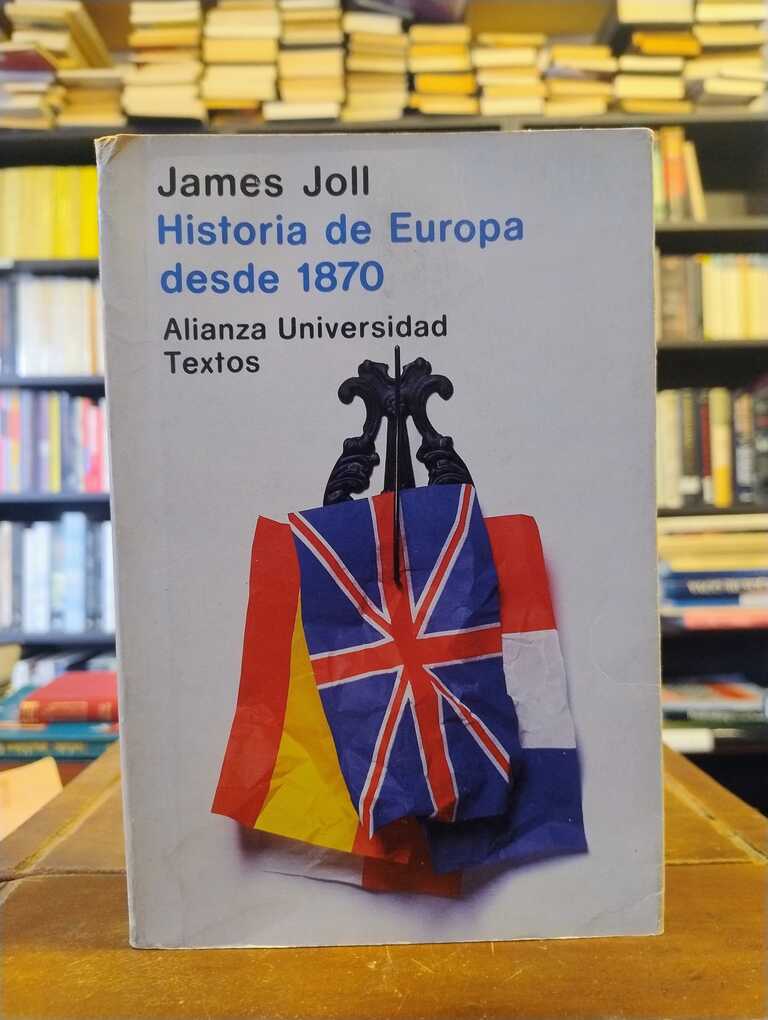 James Joll
Historia de Europa
desde 1870
Alianza Universidad
Textos